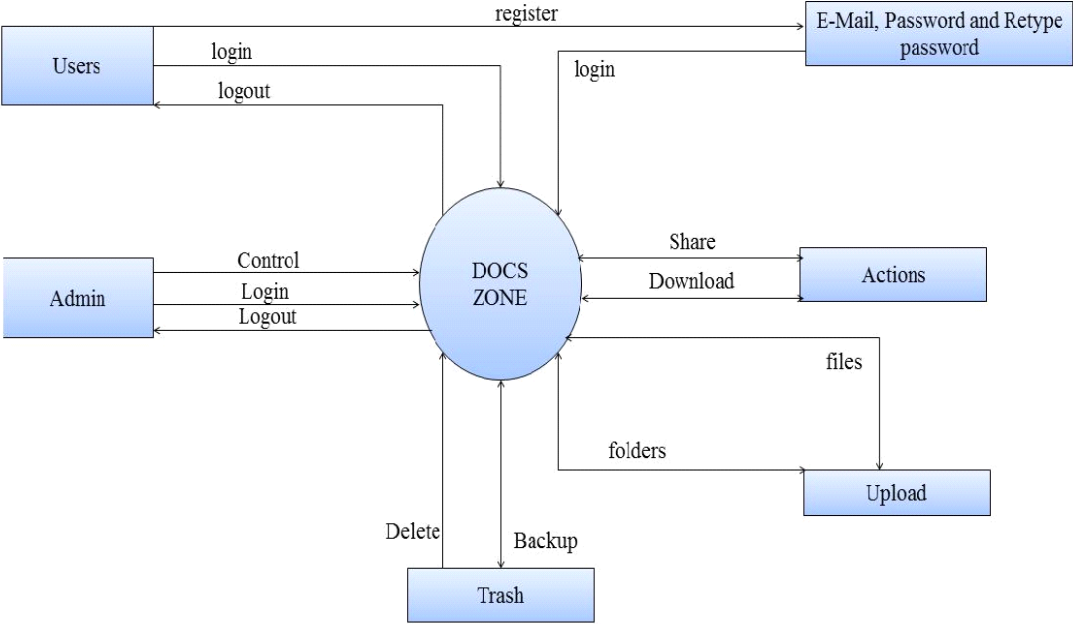 register
E-Mail, Password and Retype
password
Users
login
login
logout
Share
Control
DOCS
ZONE
Actions
Download
Login
Admin
Logout
files
folders
Upload
Delete
Backup
Trash